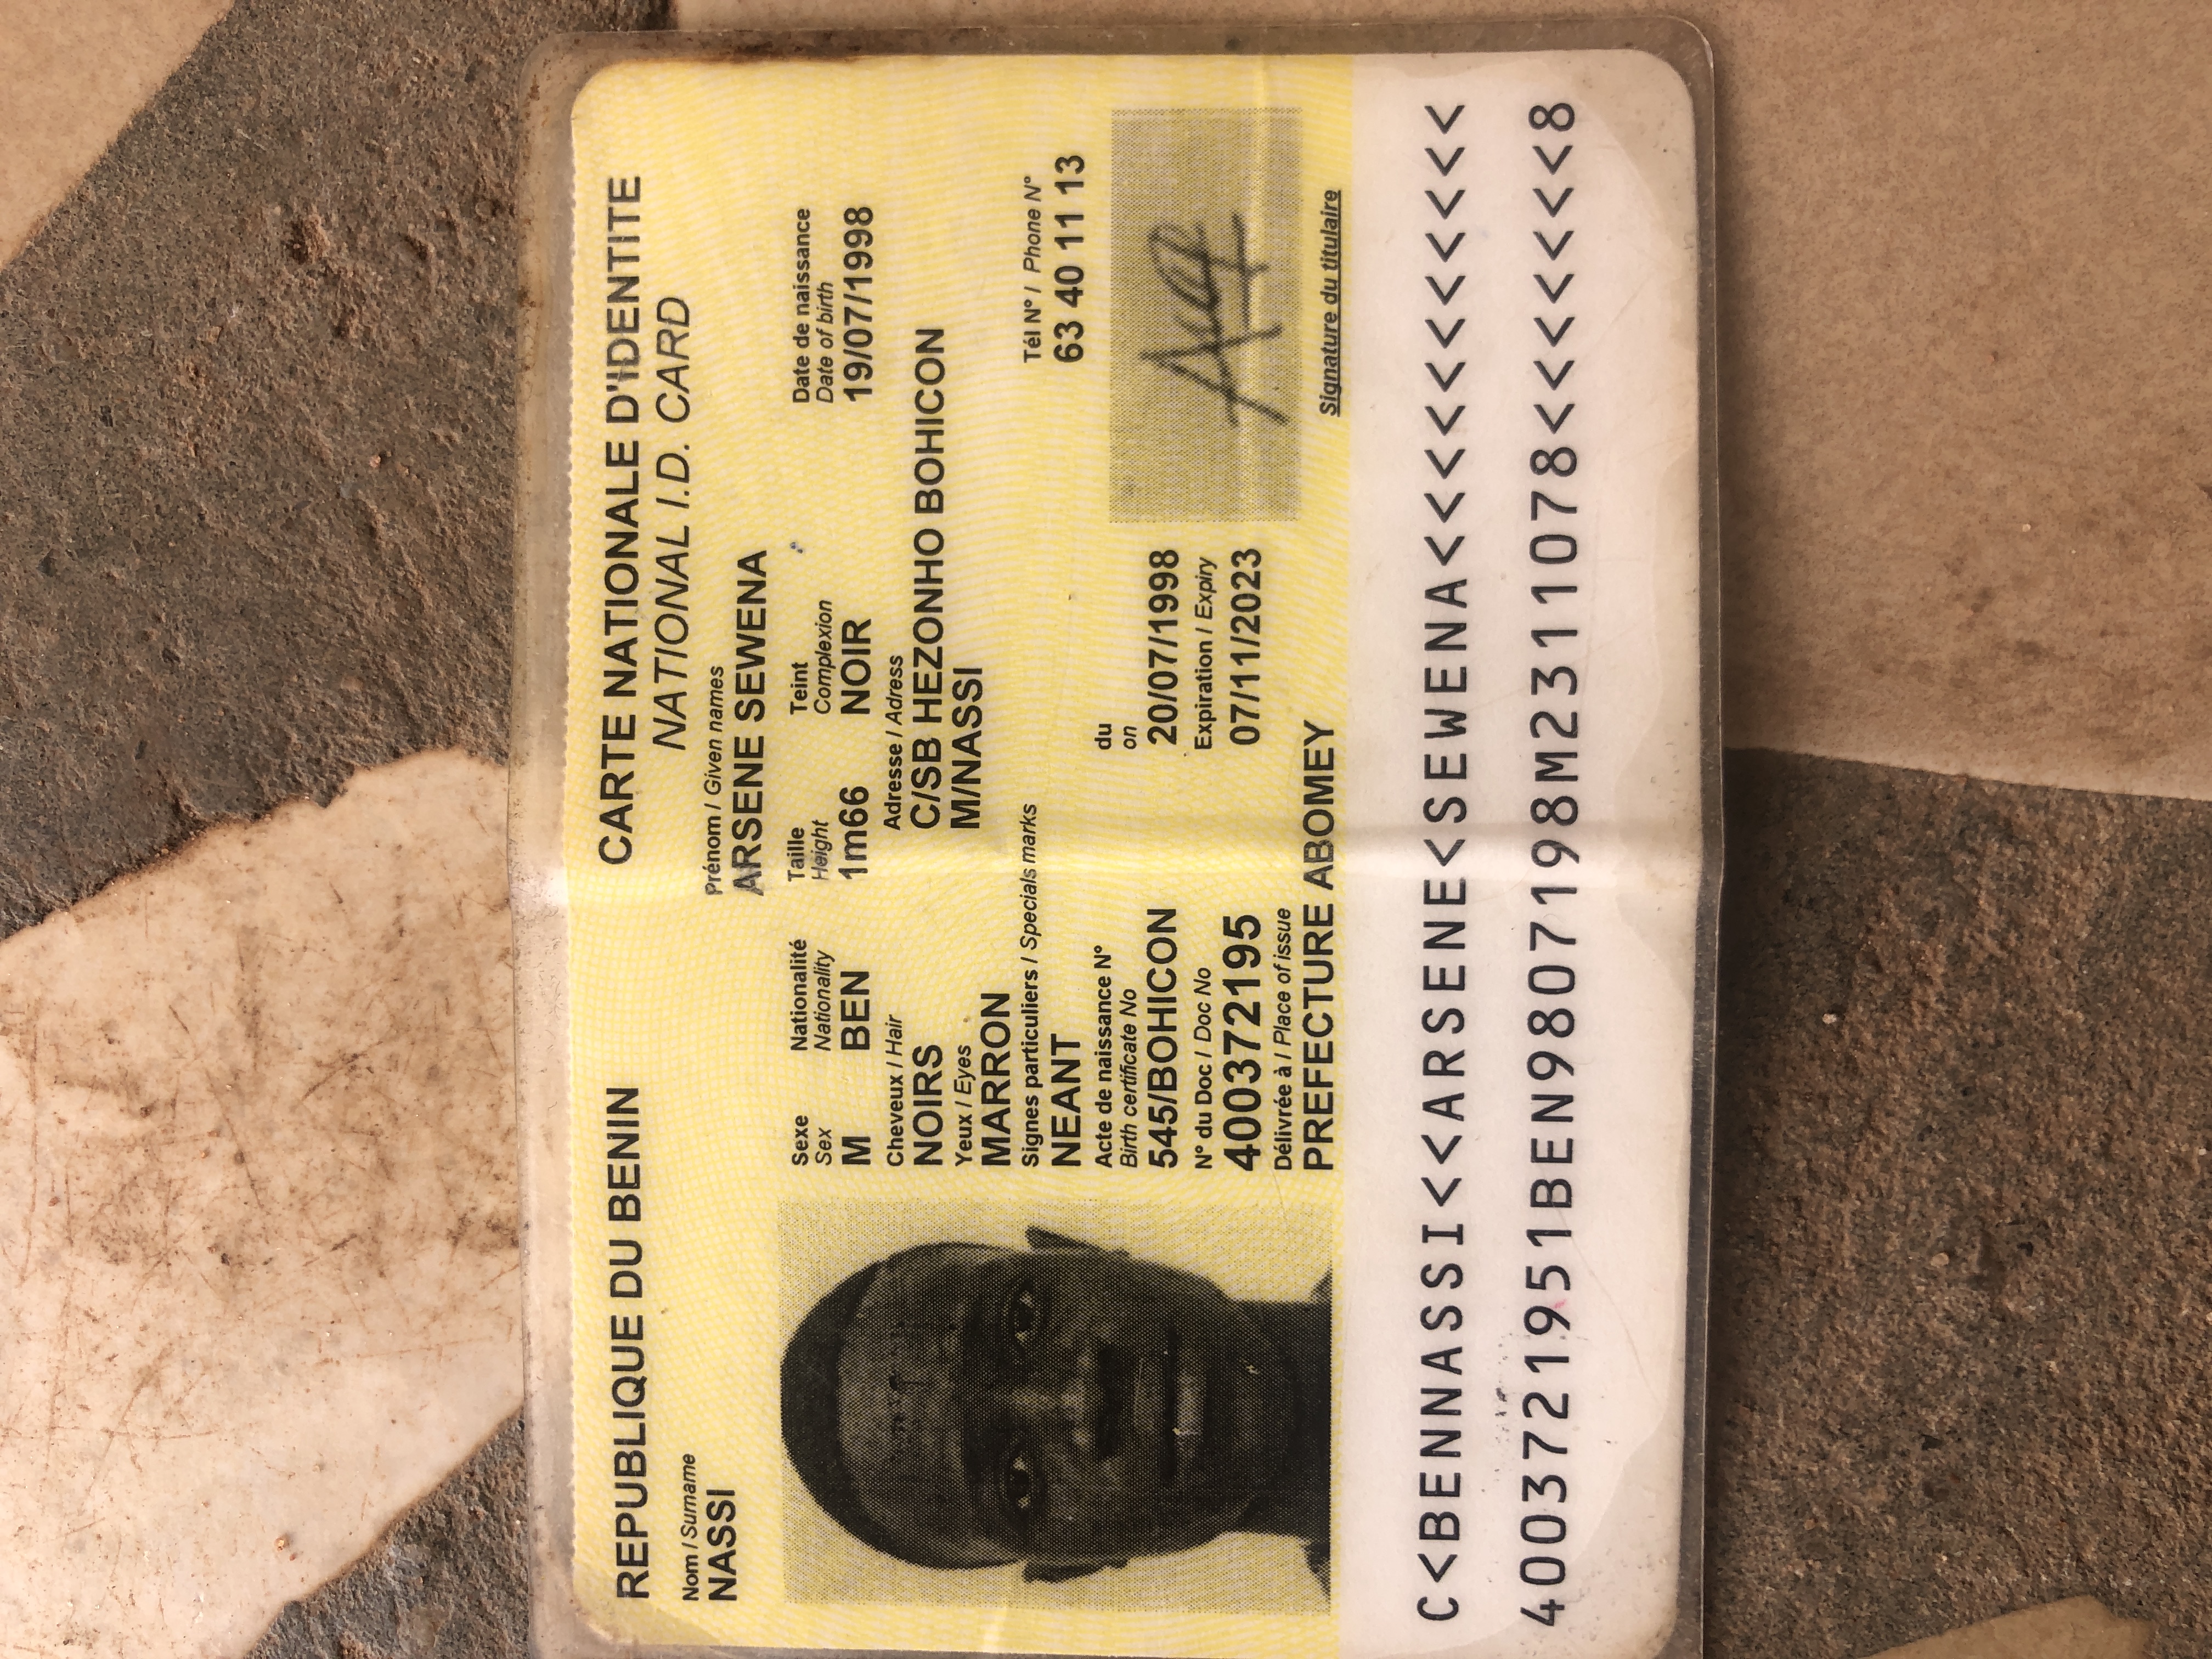 REPUBLIQUE DU BENIN
CARTE NATIONALE D'IDENTITE
NATIONAL I.D. CARD
Nom / Surname
NASSI
Prénom / Given names
ARSENE SEWENA
Sexe Nationalité Taille Teint Date de naissance
Sex Nationality Height Complexion Date of birth
M BEN 1m66 NOIR 19/07/1998
Cheveux / Hair Adresse / Adress
NOIRS C/SB HEZONHO BOHICON
Yeux / Eyes M/NASSI
MARRON
Signes particuliers / Specials marks Tél N° / Phone N°
NEANT 63 40 11 13
Acte de naissance N° du
Birth certificate No on
545/BOHICON 20/07/1998
N° du Doc / Doc No Expiration / Expiry
400372195 07/11/2023
Délivrée à / Place of issue
PREFECTURE ABOMEY
Signature du titulaire
C<BENNASSI<<ARSENE<SEWENA<<<<<<<<<<<
4003721951BEN9807198M2311078<<<<<<<8